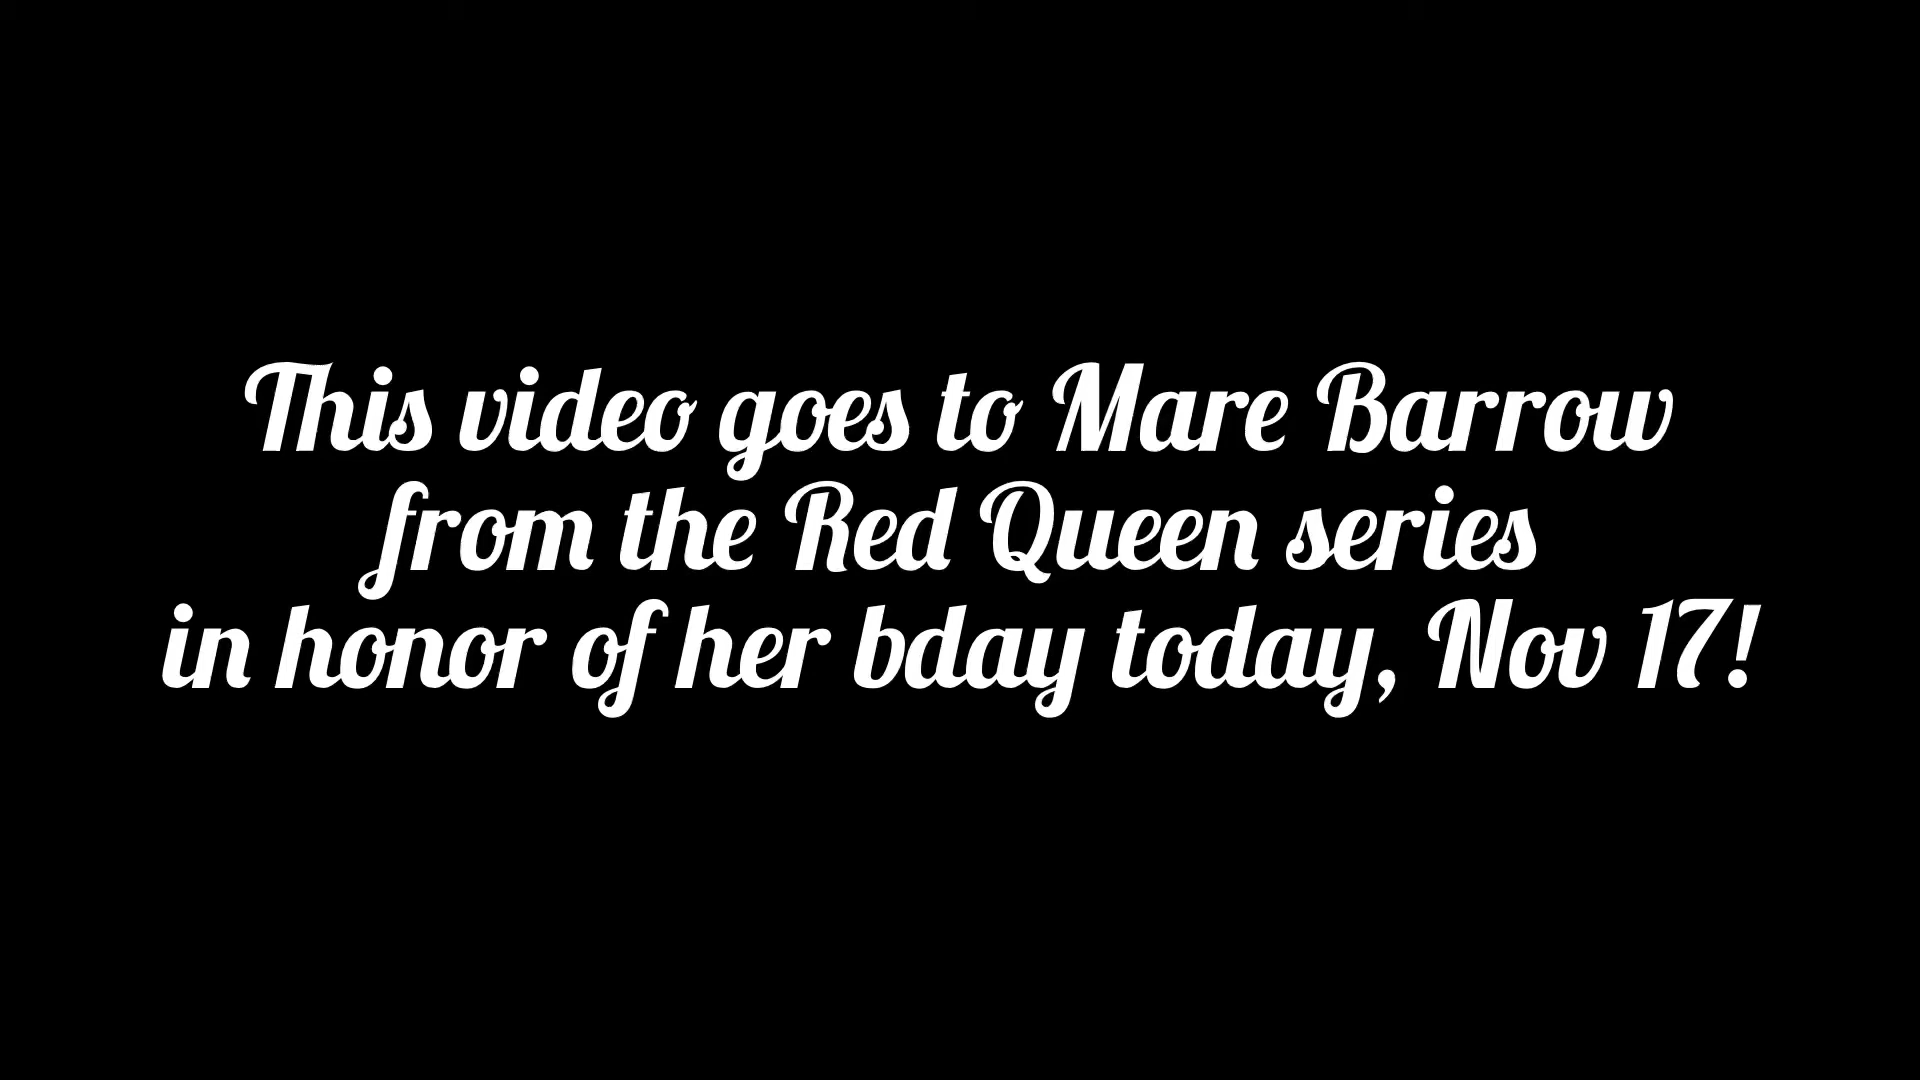 This video goes to Mare Barrow
from the Red Queen series
in honor of her bday today, Nov 17!